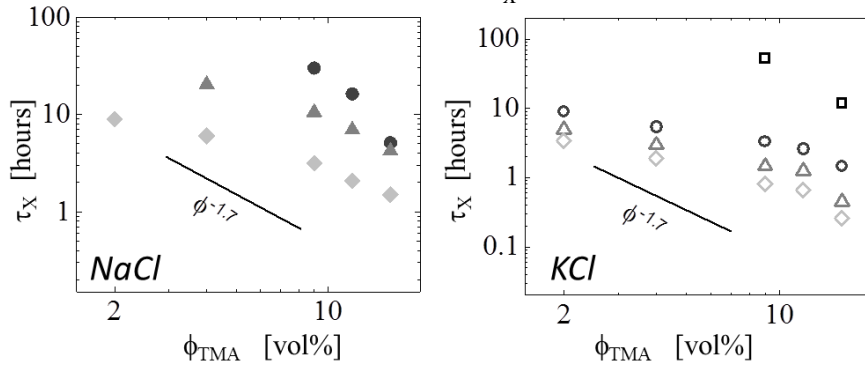 X
100
10
1
τX [hours]
ϕ-1.7
NaCl
2
10
ϕTMA [vol%]
100
10
1
0.1
τX [hours]
ϕ-1.7
KCl
2
10
ϕTMA [vol%]